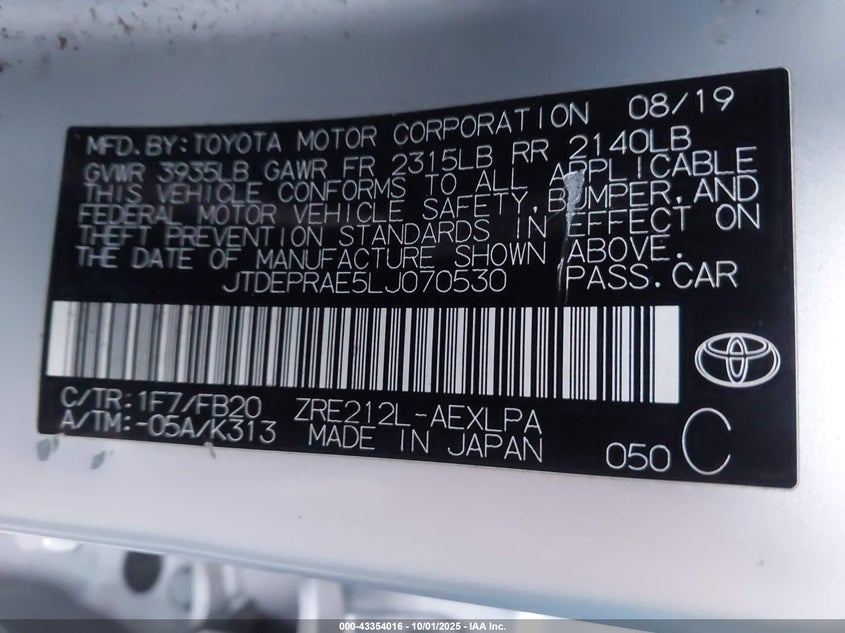 MFD. BY: TOYOTA MOTOR CORPORATION 08/19
GVWR 3935LB GAWR FR 2315LB RR 2140LB
THIS VEHICLE CONFORMS TO ALL APPLICABLE
FEDERAL MOTOR VEHICLE SAFETY, BUMPER, AND
THEFT PREVENTION STANDARDS IN EFFECT ON
THE DATE OF MANUFACTURE SHOWN ABOVE.
JTDEPRAE5LJ070530 PASS. CAR
C/TR: 1F7/FB20 ZRE212L-AEXLPA
A/TM: -05A/K313 MADE IN JAPAN 050 C
000-43354016 - 10/01/2025 - IAA Inc.